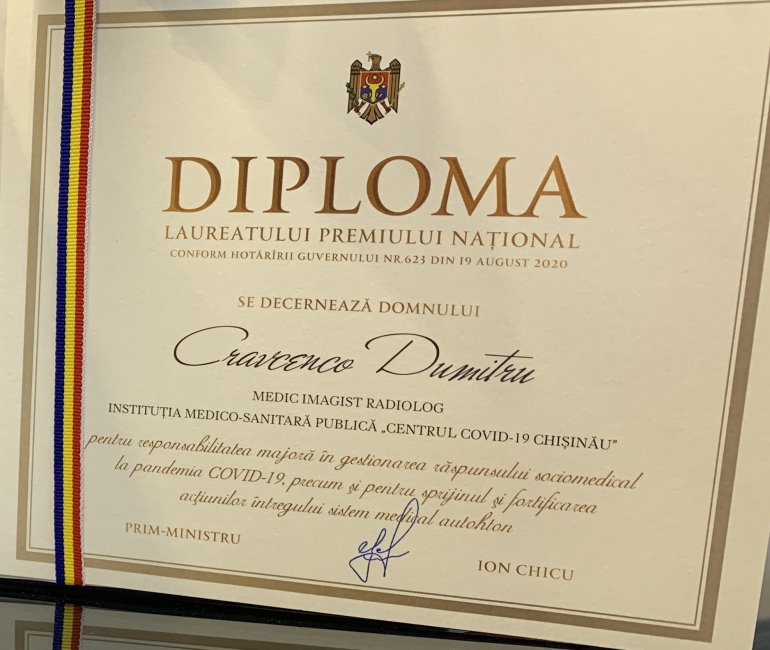 DIPLOMA
LAUREATULUI PREMIULUI NAȚIONAL
CONFORM HOTĂRÎRII GUVERNULUI NR.623 DIN 19 AUGUST 2020
SE DECERNEAZĂ DOMNULUI
Cravcenco Dumitru
MEDIC IMAGIST RADIOLOG
INSTITUȚIA MEDICO-SANITARĂ PUBLICĂ „CENTRUL COVID-19 CHIȘINĂU”
pentru responsabilitatea majoră în gestionarea răspunsului sociomedical
la pandemia COVID-19, precum și pentru sprijinul și fortificarea
acțiunilor întregului sistem medical autohton
PRIM-MINISTRU
ION CHICU